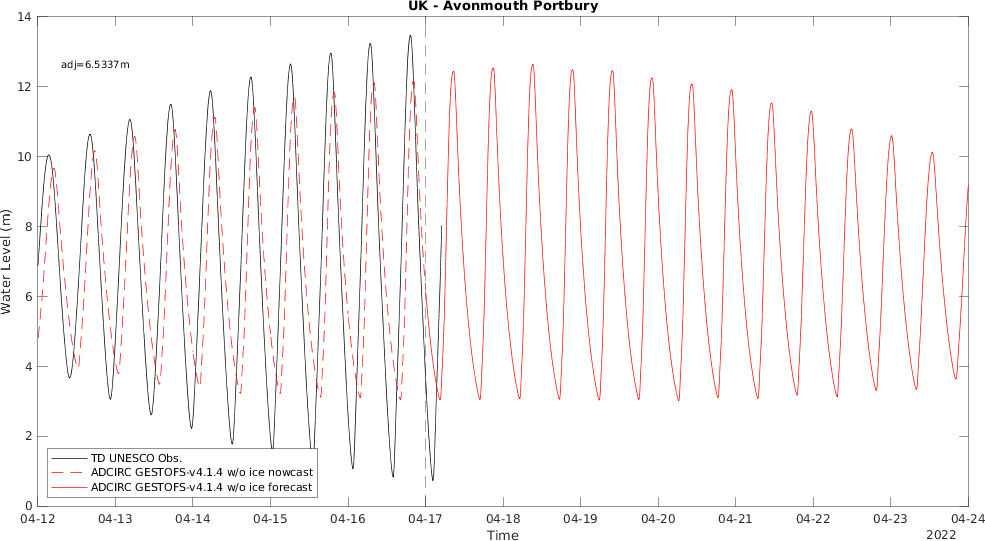 UK - Avonmouth Portbury
14
12
10
8
6
4
2
0
Water Level (m)
adj=6.5337m
TD UNESCO Obs.
ADCIRC GESTOFS-v4.1.4 w/o ice nowcast
ADCIRC GESTOFS-v4.1.4 w/o ice forecast
04-12 04-13 04-14 04-15 04-16 04-17 04-18 04-19 04-20 04-21 04-22 04-23 04-24
Time
2022